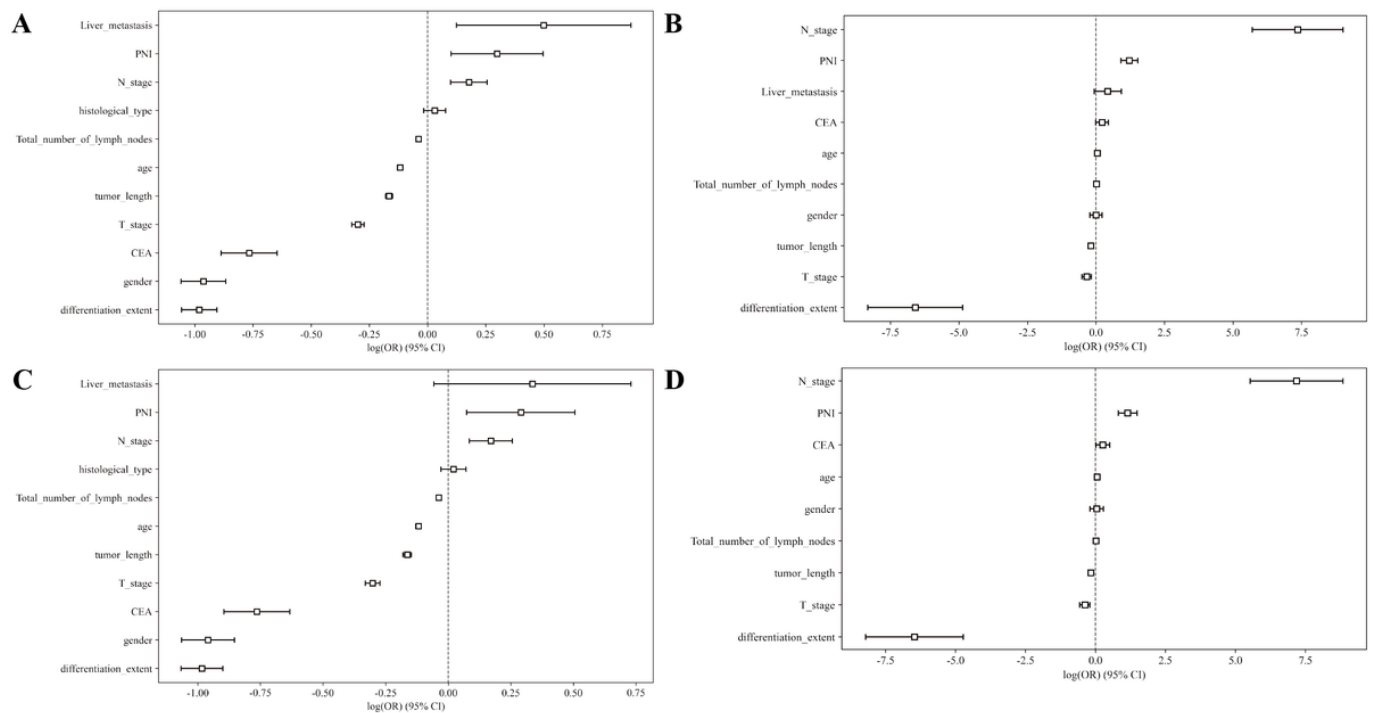 A
Liver_metastasis
PNI
N_stage
histological_type
Total_number_of_lymph_nodes
age
tumor_length
T_stage
CEA
gender
differentiation_extent
-1.00 -0.75 -0.50 -0.25 0.00 0.25 0.50 0.75
log(OR) (95% CI)
B
N_stage
PNI
Liver_metastasis
CEA
age
Total_number_of_lymph_nodes
gender
tumor_length
T_stage
differentiation_extent
-7.5 -5.0 -2.5 0.0 2.5 5.0 7.5
log(OR) (95% CI)
C
Liver_metastasis
PNI
N_stage
histological_type
Total_number_of_lymph_nodes
age
tumor_length
T_stage
CEA
gender
differentiation_extent
-1.00 -0.75 -0.50 -0.25 0.00 0.25 0.50 0.75
log(OR) (95% CI)
D
N_stage
PNI
CEA
age
gender
Total_number_of_lymph_nodes
tumor_length
T_stage
differentiation_extent
-7.5 -5.0 -2.5 0.0 2.5 5.0 7.5
log(OR) (95% CI)